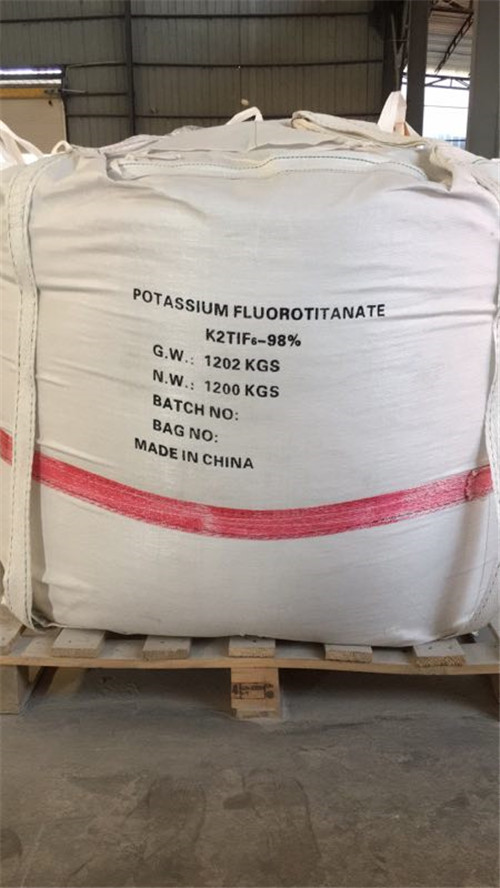 POTASSIUM FLUOROTITANATE
K2TIF₆-98%
G.W.: 1202 KGS
N.W.: 1200 KGS
BATCH NO:
BAG NO:
MADE IN CHINA